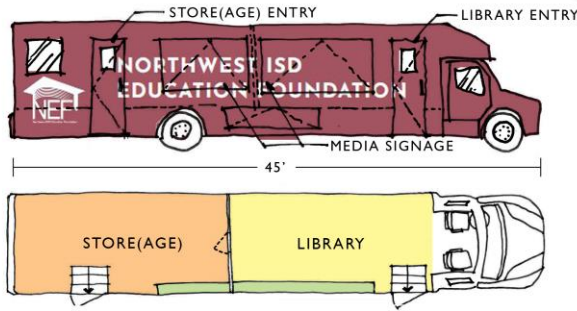 STORE(AGE) ENTRY
LIBRARY ENTRY
NORTHWEST ISD
EDUCATION FOUNDATION
NEF
MEDIA SIGNAGE
45'
STORE(AGE)
LIBRARY